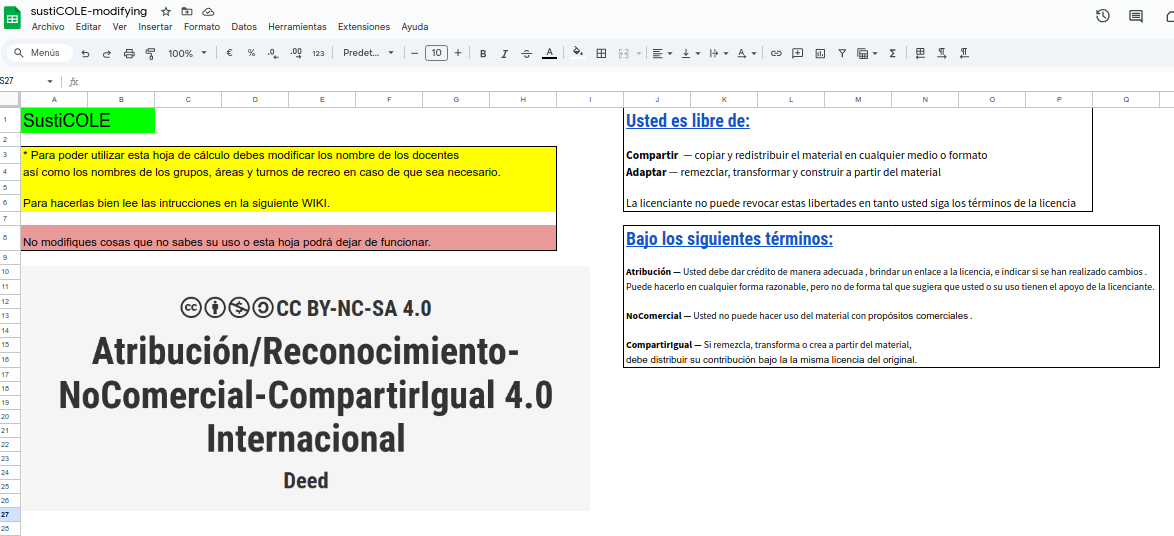 sustiCOLE-modifying
Archivo Editar Ver Insertar Formato Datos Herramientas Extensiones Ayuda
Menús 100% € % .0 .00 123 Predet... − 10 + B I S A Σ
S27 fx
A B C D E F G H I J K L M N O P Q
1 SustiCOLE
2
3 * Para poder utilizar esta hoja de cálculo debes modificar los nombre de los docentes
4 así como los nombres de los grupos, áreas y turnos de recreo en caso de que sea necesario.
5
6 Para hacerlas bien lee las intrucciones en la siguiente WIKI.
7
8 No modifiques cosas que no sabes su uso o esta hoja podrá dejar de funcionar.
9
10
11
12
13
14
15
16
17
18
19
20
21
22
23
24
25
26
27
28
CC BY-NC-SA 4.0
Atribución/Reconocimiento-
NoComercial-CompartirIgual 4.0
Internacional
Deed
Usted es libre de:
Compartir — copiar y redistribuir el material en cualquier medio o formato
Adaptar — remezclar, transformar y construir a partir del material
La licenciante no puede revocar estas libertades en tanto usted siga los términos de la licencia
Bajo los siguientes términos:
Atribución — Usted debe dar crédito de manera adecuada , brindar un enlace a la licencia, e indicar si se han realizado cambios .
Puede hacerlo en cualquier forma razonable, pero no de forma tal que sugiera que usted o su uso tienen el apoyo de la licenciante.
NoComercial — Usted no puede hacer uso del material con propósitos comerciales .
CompartirIgual — Si remezcla, transforma o crea a partir del material,
debe distribuir su contribución bajo la la misma licencia del original.